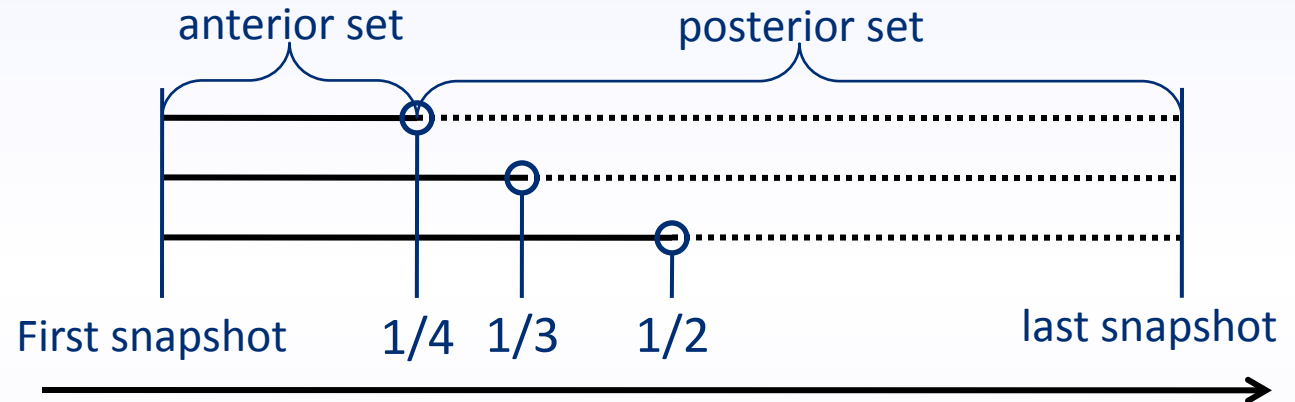 anterior set
posterior set
First snapshot
1/4
1/3
1/2
last snapshot